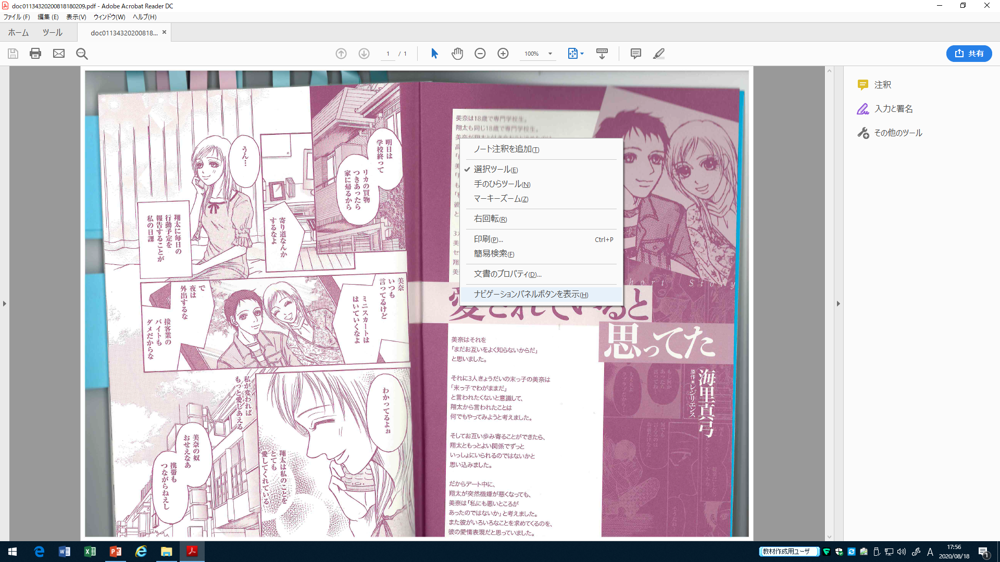 doc01134320200818180209.pdf - Adobe Acrobat Reader DC
ファイル (F) 編集 (E) 表示(V) ウィンドウ(W) ヘルプ(H)
ホーム ツール doc01134320200818... ×
1 / 1 100% 共有
注釈
入力と署名
その他のツール
明日は
学校終って
リカの買物
つきあったら
家に帰るから
うん…
寄り道なんか
するなよ
翔太に毎日の
行動予定を
報告することが
私の日課
美奈
いつも
言ってるけど
ミニスカートは
はいていくなよ
で
夜は
外出するな
接客業の
バイトも
ダメだからな
わかってるよぉ
私が変われば
もっと愛しあえる
翔太は私のことを
とても
愛してくれている
美奈の奴
おせえなあ
携帯も
つながらねえし
美奈は18歳で専門学校生。
翔太も同じ18歳で専門学校生。
ノート注釈を追加(T)
選択ツール(E)
手のひらツール(N)
マーキーズーム(Z)
右回転(R)
印刷(P)... Ctrl+P
簡易検索(F)
文書のプロパティ(D)...
ナビゲーションパネルボタンを表示(H)
hort Story
愛されていると
思ってた
海里真弓
原作・レジリエンス
美奈はそれを
「まだお互いをよく知らないからだ」
と思いました。
それに3人きょうだいの末っ子の美奈は
「末っ子でわがままだ」
と言われたくないと意識して、
翔太から言われたことは
何でもやってみようと考えました。
そしてお互い歩み寄ることができたら、
翔太ともっとよい関係でずっと
いっしょにいられるのではないかと
思い込みました。
だからデート中に、
翔太が突然機嫌が悪くなっても、
美奈は「私にも悪いところが
あったのではないか」と考えました。
また彼がいろいろなことを求めてくるのを、
彼の愛情表現だと思っていました。
教材作成用ユーザ
A
17:56
2020/08/18
1